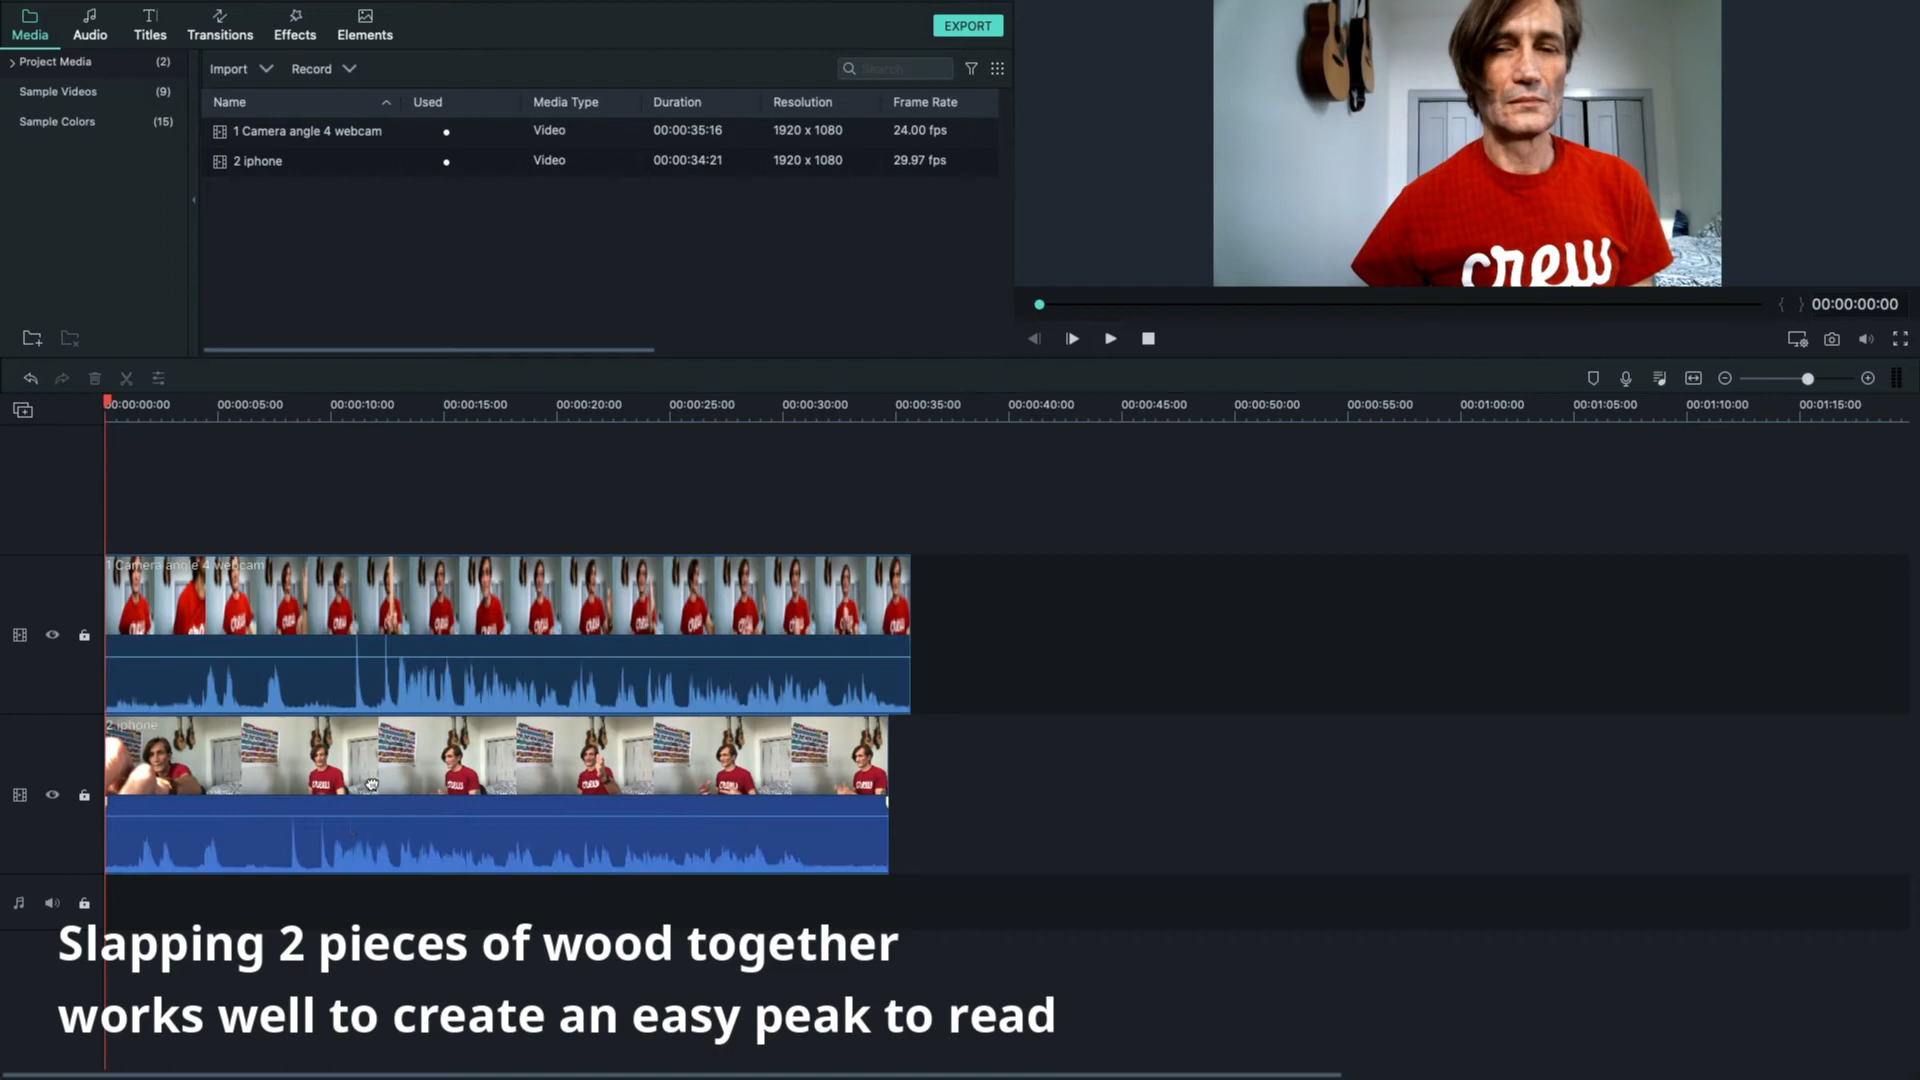 Media
Audio
Titles
Transitions
Effects
Elements
EXPORT
Project Media (2)
Sample Videos (9)
Sample Colors (15)
Import
Record
Search
Name Used Media Type Duration Resolution Frame Rate
1 Camera angle 4 webcam Video 00:00:35:16 1920 x 1080 24.00 fps
2 iphone Video 00:00:34:21 1920 x 1080 29.97 fps
crew
00:00:00:00
00:00:00:00 00:00:05:00 00:00:10:00 00:00:15:00 00:00:20:00 00:00:25:00 00:00:30:00 00:00:35:00 00:00:40:00 00:00:45:00 00:00:50:00 00:00:55:00 00:01:00:00 00:01:05:00 00:01:10:00 00:01:15:00
1 Camera angle 4 webcam
2 iphone
Slapping 2 pieces of wood together
works well to create an easy peak to read